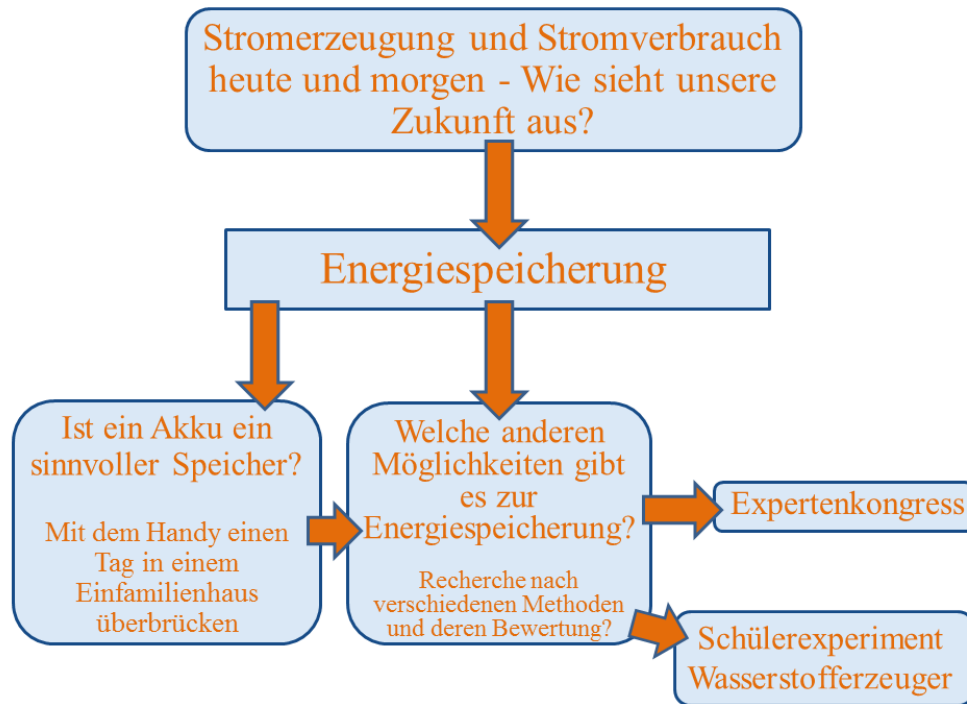 Stromerzeugung und Stromverbrauch
heute und morgen - Wie sieht unsere
Zukunft aus?
Energiespeicherung
Ist ein Akku ein
sinnvoller Speicher?
Mit dem Handy einen
Tag in einem
Einfamilienhaus
überbrücken
Welche anderen
Möglichkeiten gibt
es zur
Energiespeicherung?
Recherche nach
verschiedenen Methoden
und deren Bewertung?
Expertenkongress
Schülerexperiment
Wasserstofferzeuger